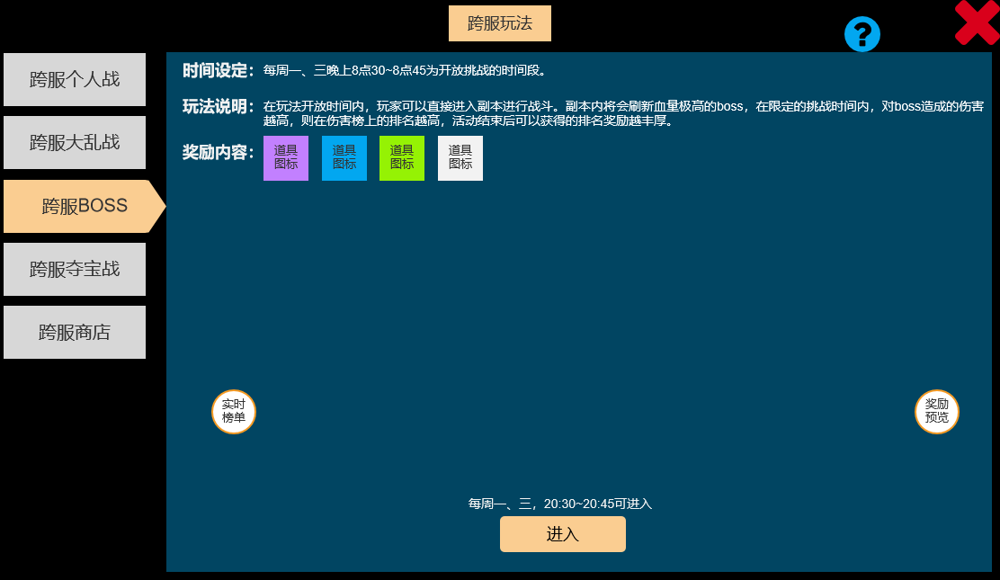 跨服玩法
?
跨服个人战
跨服大乱战
跨服BOSS
跨服夺宝战
跨服商店
时间设定： 每周一、三晚上8点30~8点45为开放挑战的时间段。
玩法说明： 在玩法开放时间内，玩家可以直接进入副本进行战斗。副本内将会刷新血量极高的boss，在限定的挑战时间内，对boss造成的伤害
越高，则在伤害榜上的排名越高，活动结束后可以获得的排名奖励越丰厚。
奖励内容：
道具
图标
道具
图标
道具
图标
道具
图标
实时
榜单
奖励
预览
每周一、三，20:30~20:45可进入
进入